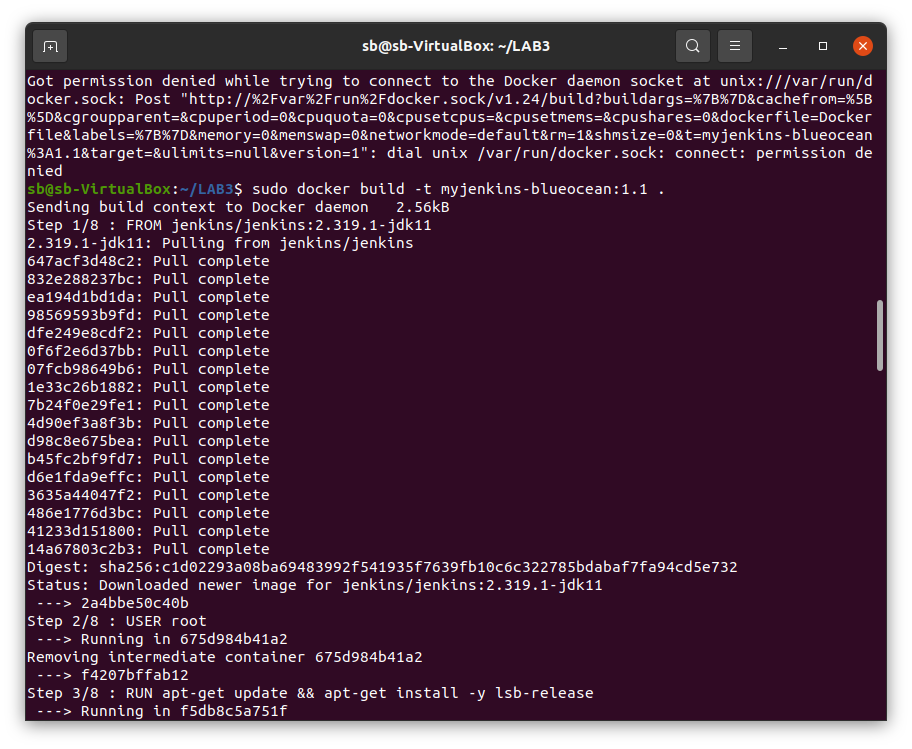 sb@sb-VirtualBox: ~/LAB3
Got permission denied while trying to connect to the Docker daemon socket at unix:///var/run/d
ocker.sock: Post "http://%2Fvar%2Frun%2Fdocker.sock/v1.24/build?buildargs=%7B%7D&cachefrom=%5B
%5D&cgroupparent=&cpuperiod=0&cpuquota=0&cpusetcpus=&cpusetmems=&cpushares=0&dockerfile=Docker
file&labels=%7B%7D&memory=0&memswap=0&networkmode=default&rm=1&shmsize=0&t=myjenkins-blueocean
%3A1.1&target=&ulimits=null&version=1": dial unix /var/run/docker.sock: connect: permission de
nied
sb@sb-VirtualBox:~/LAB3$ sudo docker build -t myjenkins-blueocean:1.1 .
Sending build context to Docker daemon   2.56kB
Step 1/8 : FROM jenkins/jenkins:2.319.1-jdk11
2.319.1-jdk11: Pulling from jenkins/jenkins
647acf3d48c2: Pull complete
832e288237bc: Pull complete
ea194d1bd1da: Pull complete
98569593b9fd: Pull complete
dfe249e8cdf2: Pull complete
0f6f2e6d37bb: Pull complete
07fcb98649b6: Pull complete
1e33c26b1882: Pull complete
7b24f0e29fe1: Pull complete
4d90ef3a8f3b: Pull complete
d98c8e675bea: Pull complete
b45fc2bf9fd7: Pull complete
d6e1fda9effc: Pull complete
3635a44047f2: Pull complete
486e1776d3bc: Pull complete
41233d151800: Pull complete
14a67803c2b3: Pull complete
Digest: sha256:c1d02293a08ba69483992f541935f7639fb10c6c322785bdabaf7fa94cd5e732
Status: Downloaded newer image for jenkins/jenkins:2.319.1-jdk11
 ---> 2a4bbe50c40b
Step 2/8 : USER root
 ---> Running in 675d984b41a2
Removing intermediate container 675d984b41a2
 ---> f4207bffab12
Step 3/8 : RUN apt-get update && apt-get install -y lsb-release
 ---> Running in f5db8c5a751f